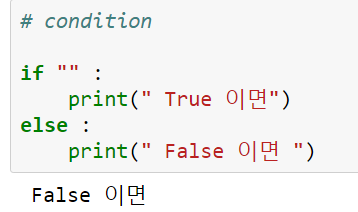 # condition
if "" :
    print(" True 이면")
else :
    print(" False 이면 ")
False 이면